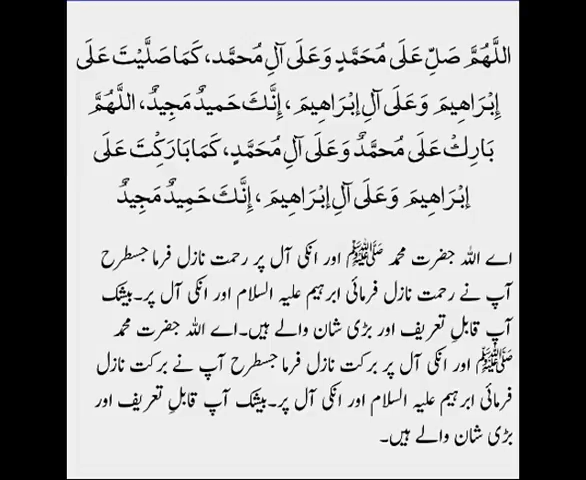 اللَّهُمَّ صَلِّ عَلَى مُحَمَّدٍ وَعَلَى آلِ مُحَمَّد، كَمَا صَلَّيْتَ عَلَى
إِبْرَاهِيمَ وَعَلَى آلِ إِبْرَاهِيمَ، إِنَّكَ حَمِيدٌ مَجِيدٌ، اللَّهُمَّ
بَارِكْ عَلَى مُحَمَّدٌ وَعَلَى آلِ مُحَمَّدٍ، كَمَا بَارَكْتَ عَلَى
إِبْرَاهِيمَ وَعَلَى آلِ إِبْرَاهِيمَ، إِنَّكَ حَمِيدٌ مَجِيدٌ
اے اللہ حضرت محمد ﷺ اور انکی آل پر رحمت نازل فرما جسطرح
آپ نے رحمت نازل فرمائی ابرہیم علیہ السلام اور انکی آل پر۔بیشک
آپ قابلِ تعریف اور بڑی شان والے ہیں۔اے اللہ حضرت محمد
ﷺ اور انکی آل پر برکت نازل فرما جسطرح آپ نے برکت نازل
فرمائی ابرہیم علیہ السلام اور انکی آل پر۔بیشک آپ قابلِ تعریف اور
بڑی شان والے ہیں۔